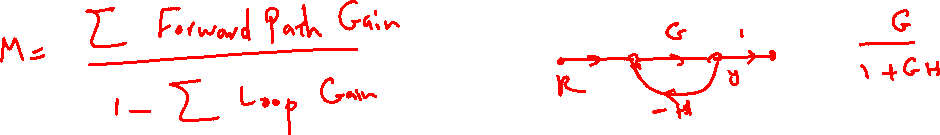 M = Σ Forward Path Gain / 1 - Σ Loop Gain
R G 1 y -H
G / 1 + GH